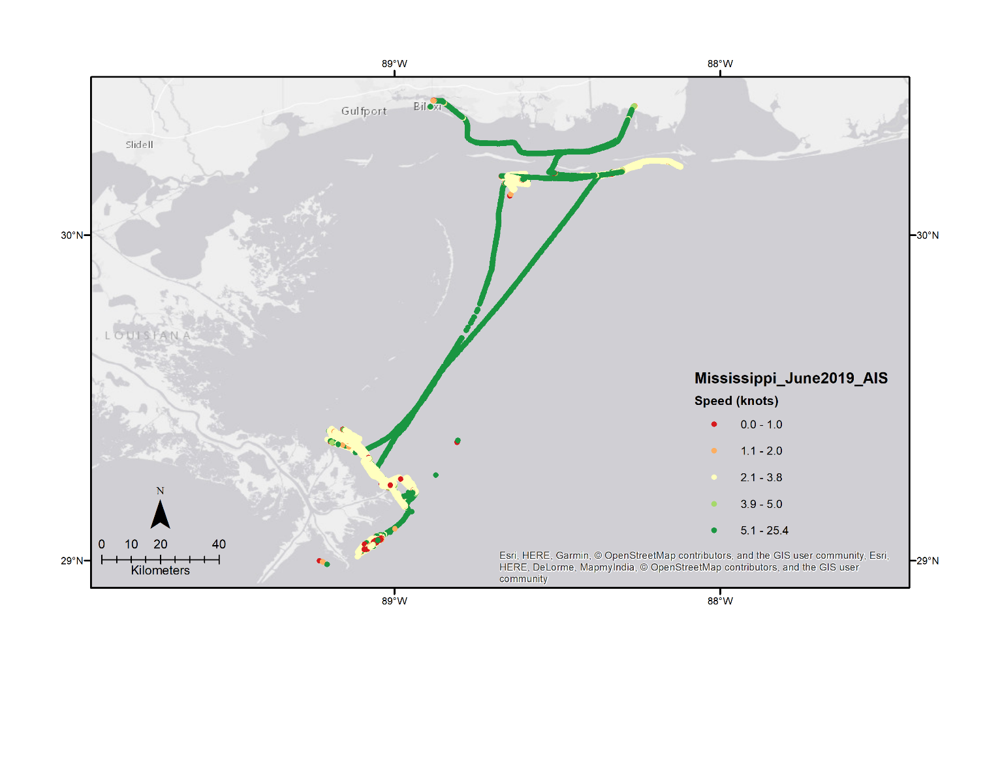 89°W 88°W
Gulfport Biloxi
Slidell
30°N 30°N
, LOUISIANA
Mississippi_June2019_AIS
Speed (knots)
0.0 - 1.0
1.1 - 2.0
2.1 - 3.8
3.9 - 5.0
5.1 - 25.4
N
0 10 20 40
Kilometers
29°N 29°N
Esri, HERE, Garmin, © OpenStreetMap contributors, and the GIS user community, Esri,
HERE, DeLorme, MapmyIndia, © OpenStreetMap contributors, and the GIS user
community
89°W 88°W